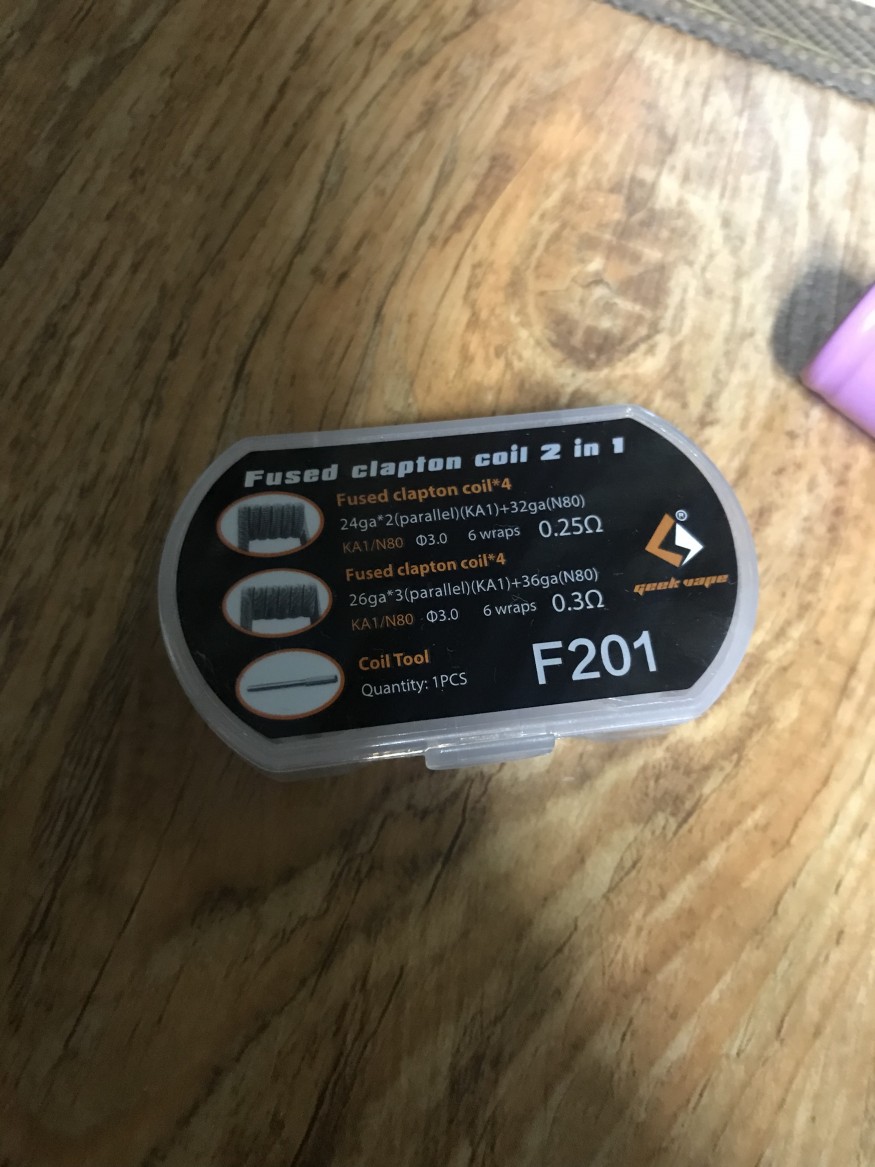 Fused clapton coil 2 in 1
Fused clapton coil*4
24ga*2(parallel)(KA1)+32ga(N80)
KA1/N80 Φ3.0 6 wraps 0.25Ω
Fused clapton coil*4
26ga*3(parallel)(KA1)+36ga(N80)
KA1/N80 Φ3.0 6 wraps 0.3Ω
®
geek vape
Coil Tool
Quantity: 1PCS
F201